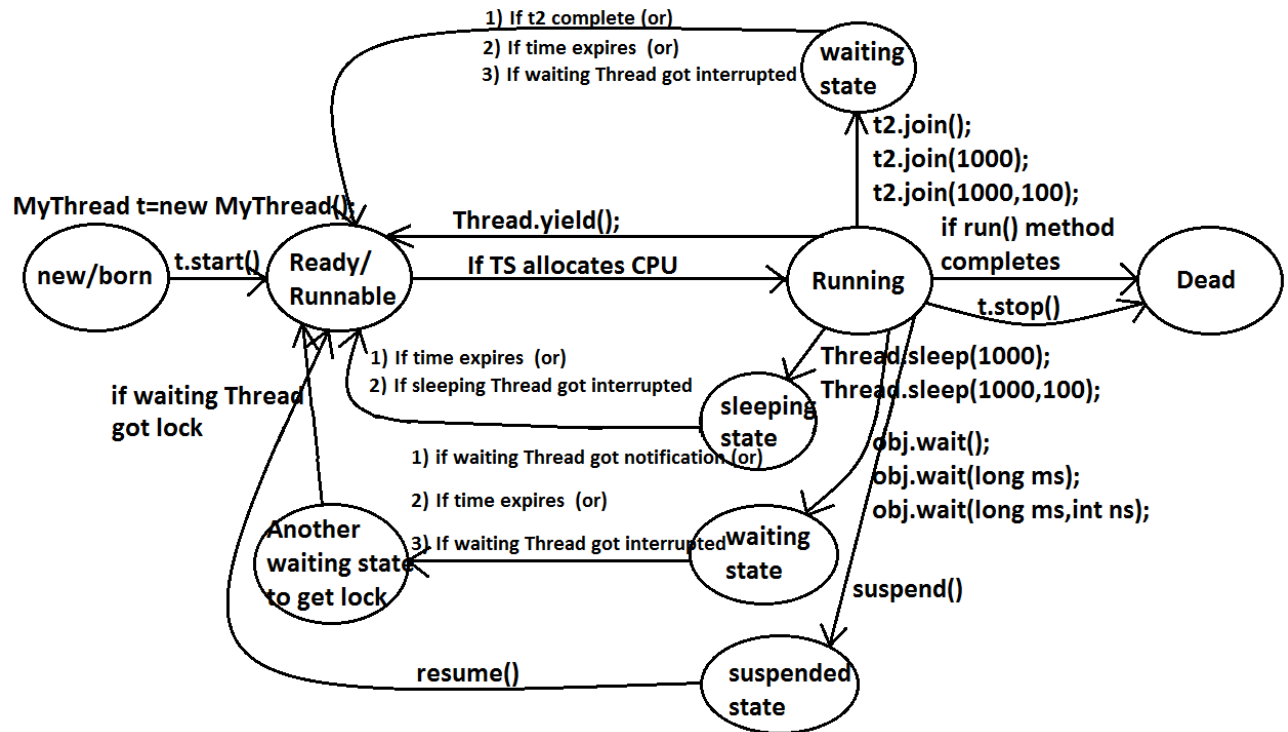 1) If t2 complete (or)
2) If time expires (or)
3) If waiting Thread got interrupted
waiting
state
t2.join();
t2.join(1000);
t2.join(1000,100);
MyThread t=new MyThread();
new/born
t.start()
Ready/
Runnable
Thread.yield();
If TS allocates CPU
Running
if run() method
completes
t.stop()
Dead
1) If time expires (or)
2) If sleeping Thread got interrupted
sleeping
state
Thread.sleep(1000);
Thread.sleep(1000,100);
if waiting Thread
got lock
1) if waiting Thread got notification (or)
2) If time expires (or)
3) If waiting Thread got interrupted
obj.wait();
obj.wait(long ms);
obj.wait(long ms,int ns);
Another
waiting state
to get lock
waiting
state
suspend()
resume()
suspended
state